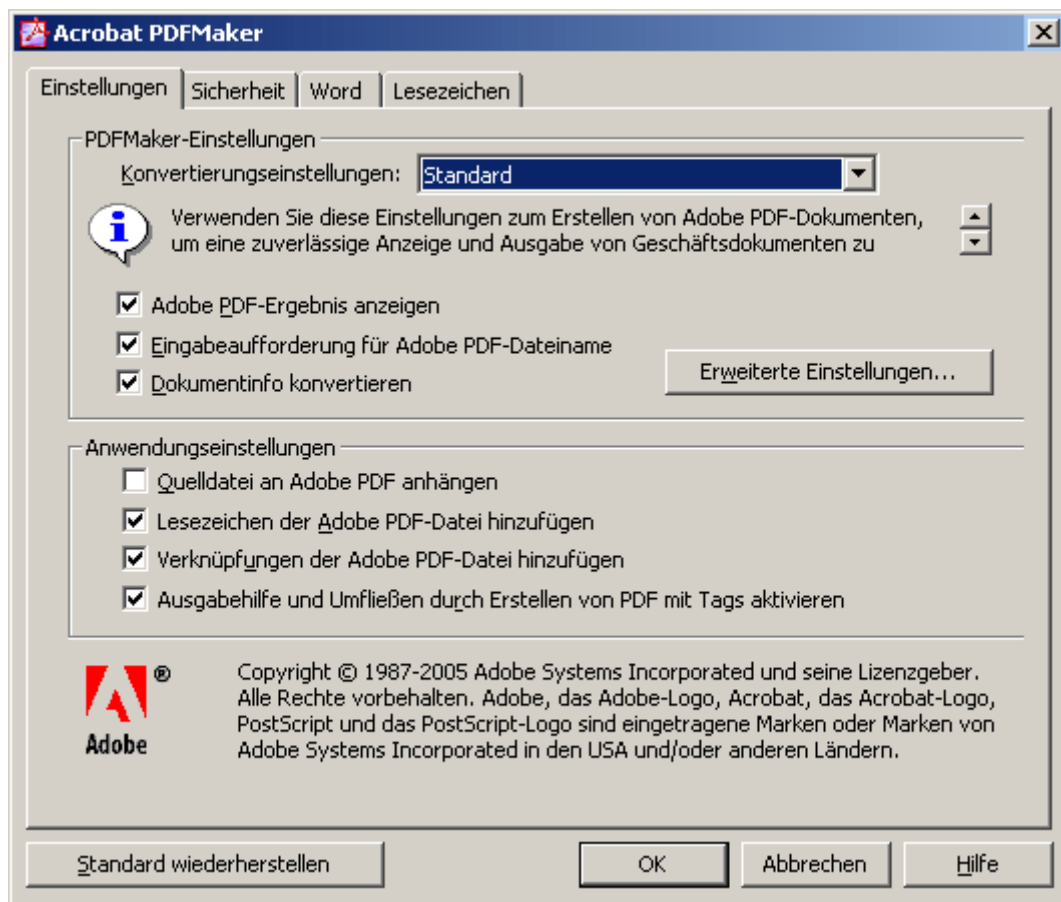 Acrobat PDFMaker
Einstellungen Sicherheit Word Lesezeichen
PDFMaker-Einstellungen
Konvertierungseinstellungen: Standard
Verwenden Sie diese Einstellungen zum Erstellen von Adobe PDF-Dokumenten,
um eine zuverlässige Anzeige und Ausgabe von Geschäftsdokumenten zu
Adobe PDF-Ergebnis anzeigen
Eingabeaufforderung für Adobe PDF-Dateiname
Dokumentinfo konvertieren
Erweiterte Einstellungen...
Anwendungseinstellungen
Quelldatei an Adobe PDF anhängen
Lesezeichen der Adobe PDF-Datei hinzufügen
Verknüpfungen der Adobe PDF-Datei hinzufügen
Ausgabehilfe und Umfließen durch Erstellen von PDF mit Tags aktivieren
Adobe
®
Copyright © 1987-2005 Adobe Systems Incorporated und seine Lizenzgeber.
Alle Rechte vorbehalten. Adobe, das Adobe-Logo, Acrobat, das Acrobat-Logo,
PostScript und das PostScript-Logo sind eingetragene Marken oder Marken von
Adobe Systems Incorporated in den USA und/oder anderen Ländern.
Standard wiederherstellen OK Abbrechen Hilfe